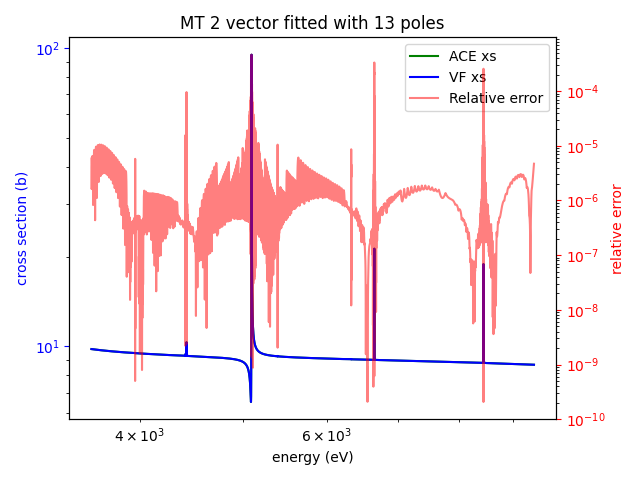 MT 2 vector fitted with 13 poles
ACE xs
VF xs
Relative error
cross section (b)
10²
10¹
10⁻⁴
10⁻⁵
10⁻⁶
10⁻⁷
10⁻⁸
10⁻⁹
10⁻¹⁰
relative error
4 × 10³
6 × 10³
energy (eV)